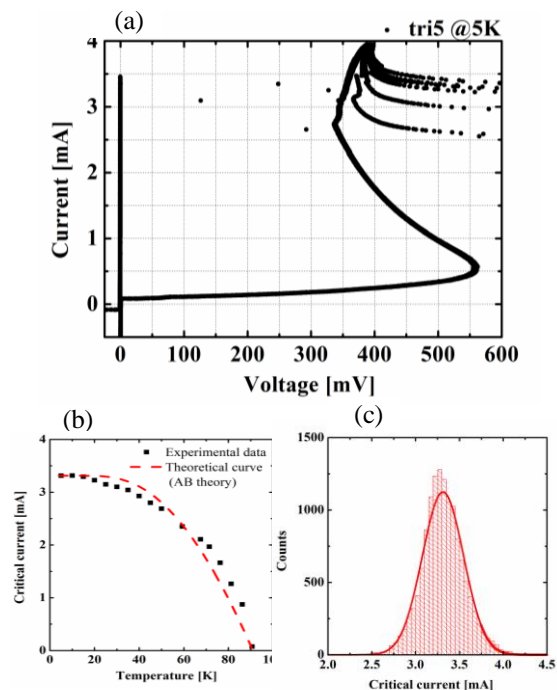 (a)
• tri5 @5K
4
3
2
1
0
Current [mA]
0 100 200 300 400 500 600
Voltage [mV]
(b) (c)
4
3
2
1
0
Critical current [mA]
Experimental data
Theoretical curve
(AB theory)
0 20 40 60 80 10
Temperature [K]
1500
1000
500
0
Counts
2.0 2.5 3.0 3.5 4.0 4.5
Critical current [mA]